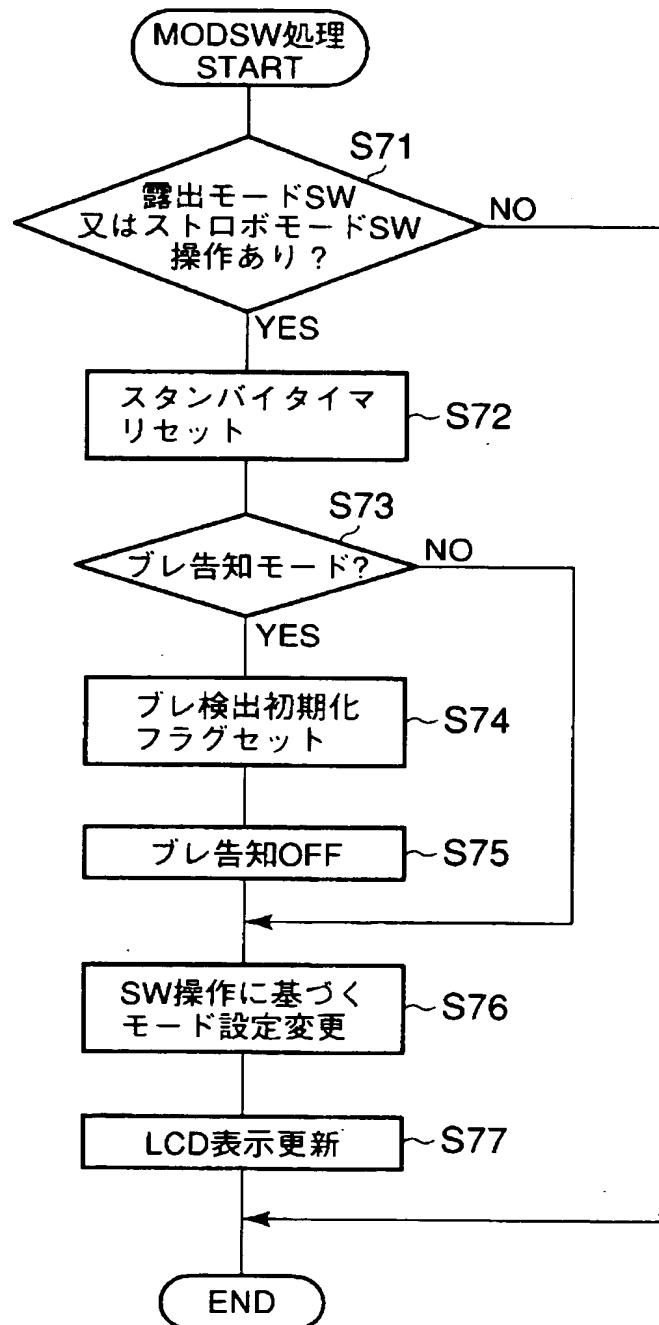 MODSW処理
START
S71
露出モードSW
又はストロボモードSW
操作あり?
NO
YES
スタンバイタイマ
リセット
S72
S73
ブレ告知モード?
NO
YES
ブレ検出初期化
フラグセット
S74
ブレ告知OFF
S75
SW操作に基づく
モード設定変更
S76
LCD表示更新
S77
END